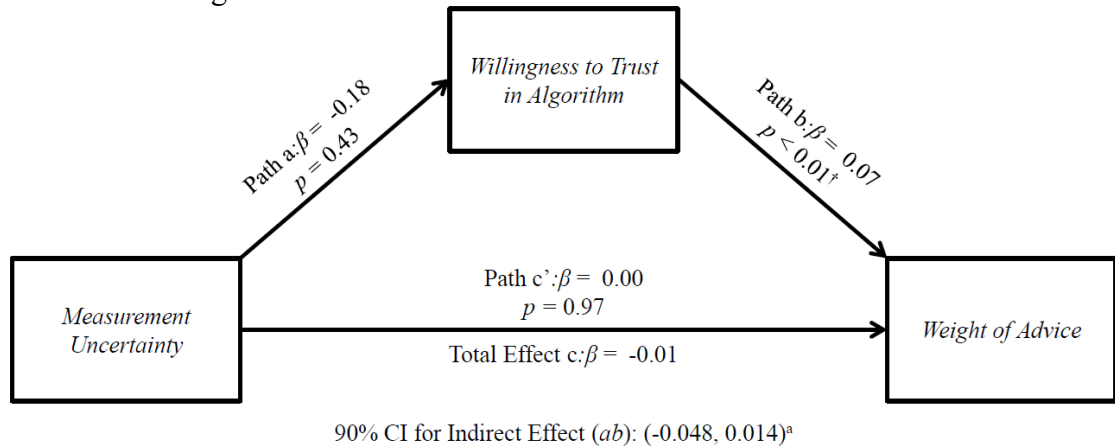 Willingness to Trust
in Algorithm
Path a:β = -0.18
p = 0.43
Path b:β = 0.07
p < 0.01†
Measurement
Uncertainty
Path c’:β = 0.00
p = 0.97
Total Effect c:β = -0.01
Weight of Advice
90% CI for Indirect Effect (ab): (-0.048, 0.014)ᵃ